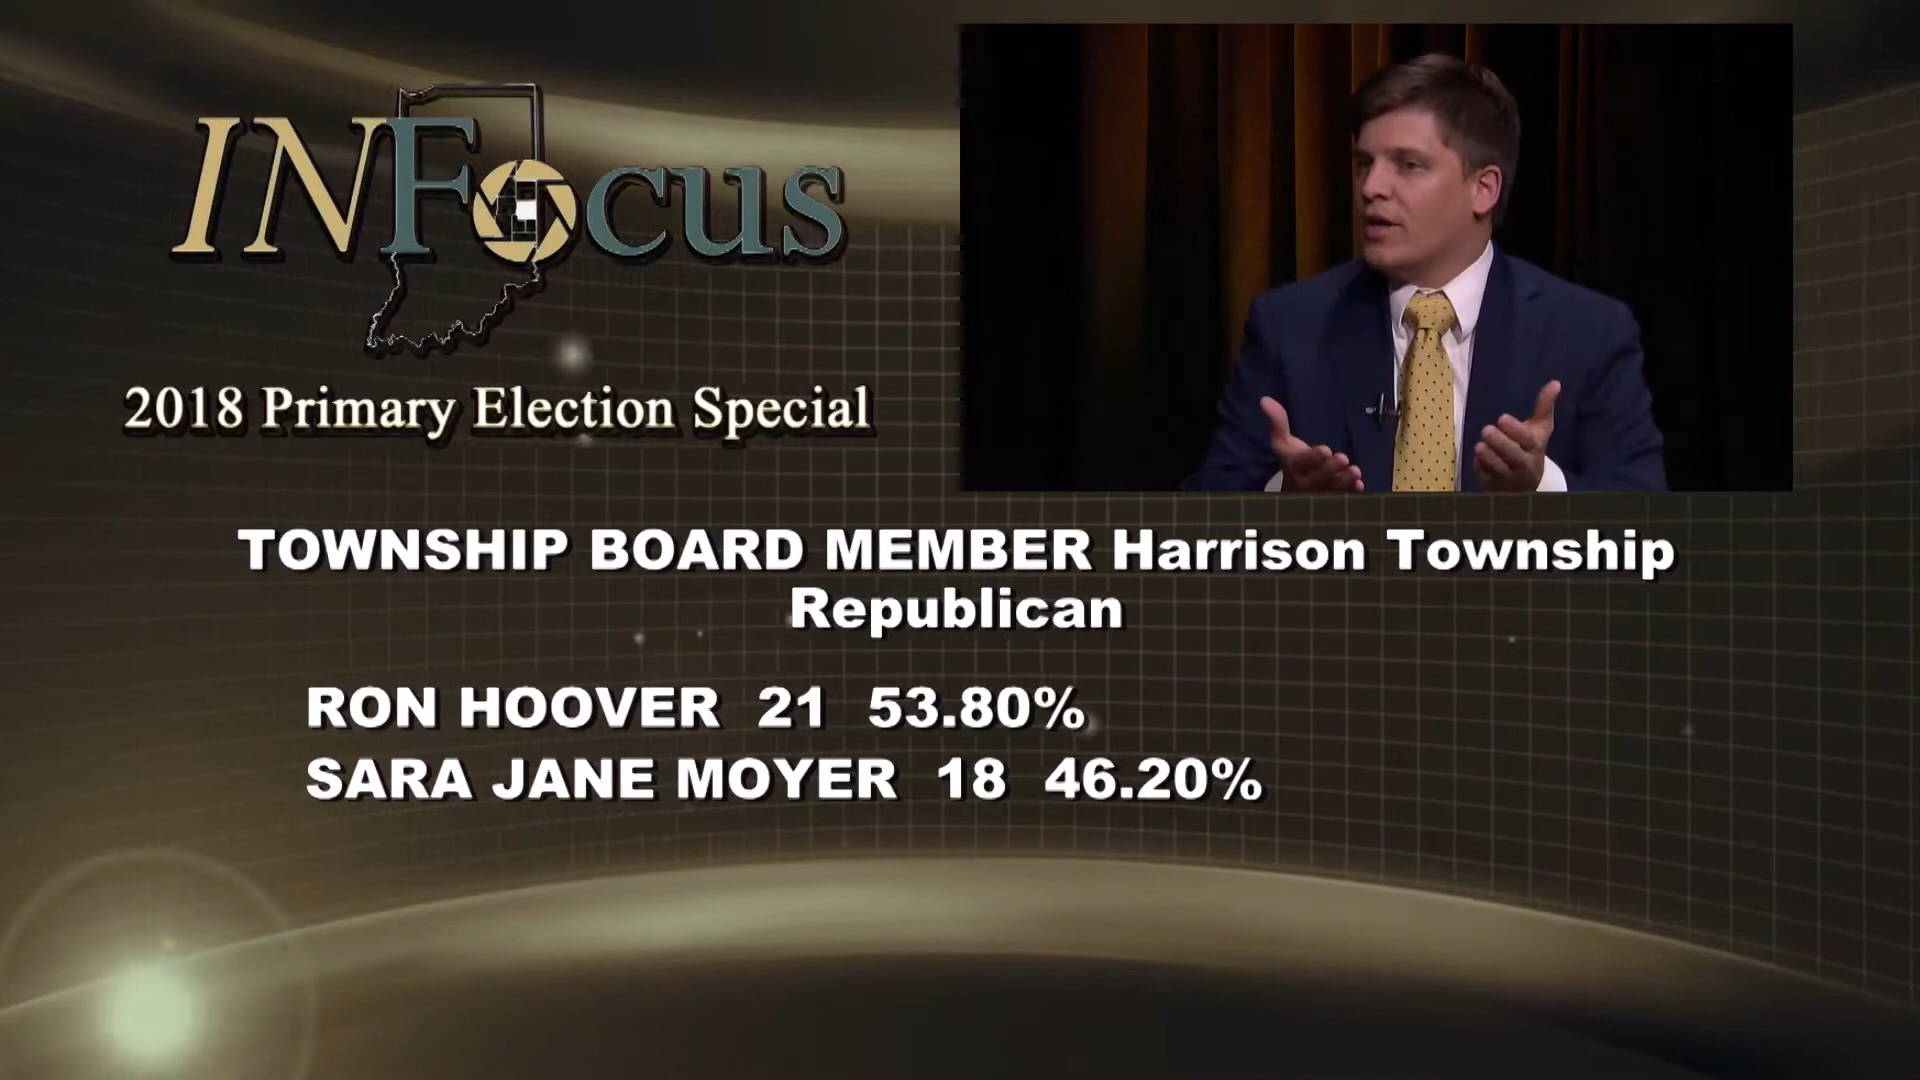 INFocus
2018 Primary Election Special
TOWNSHIP BOARD MEMBER Harrison Township
Republican
RON HOOVER 21 53.80%
SARA JANE MOYER 18 46.20%